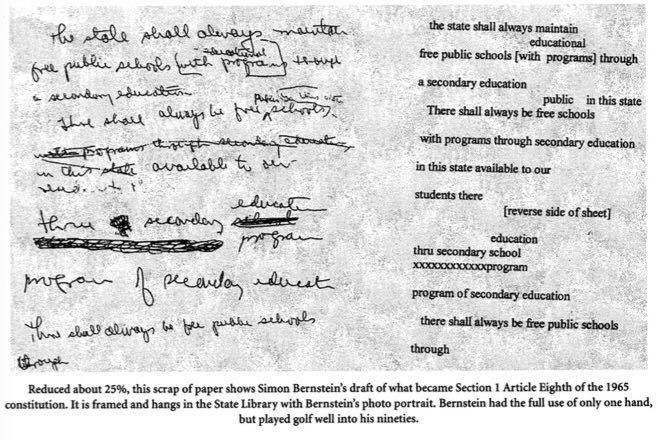 the state shall always maintain
educational
free public schools [with programs] through
a secondary education
public in this state
There shall always be free schools
with programs through secondary education
in this state available to our
thru secondary school
education
program
program of secondary educat
There shall always be free public schools
through
the state shall always maintain
educational
free public schools [with programs] through
a secondary education
public in this state
There shall always be free schools
with programs through secondary education
in this state available to our
students there
[reverse side of sheet]
education
thru secondary school
xxxxxxxxxxxxprogram
program of secondary education
there shall always be free public schools
through
Reduced about 25%, this scrap of paper shows Simon Bernstein's draft of what became Section 1 Article Eighth of the 1965
constitution. It is framed and hangs in the State Library with Bernstein's photo portrait. Bernstein had the full use of only one hand,
but played golf well into his nineties.